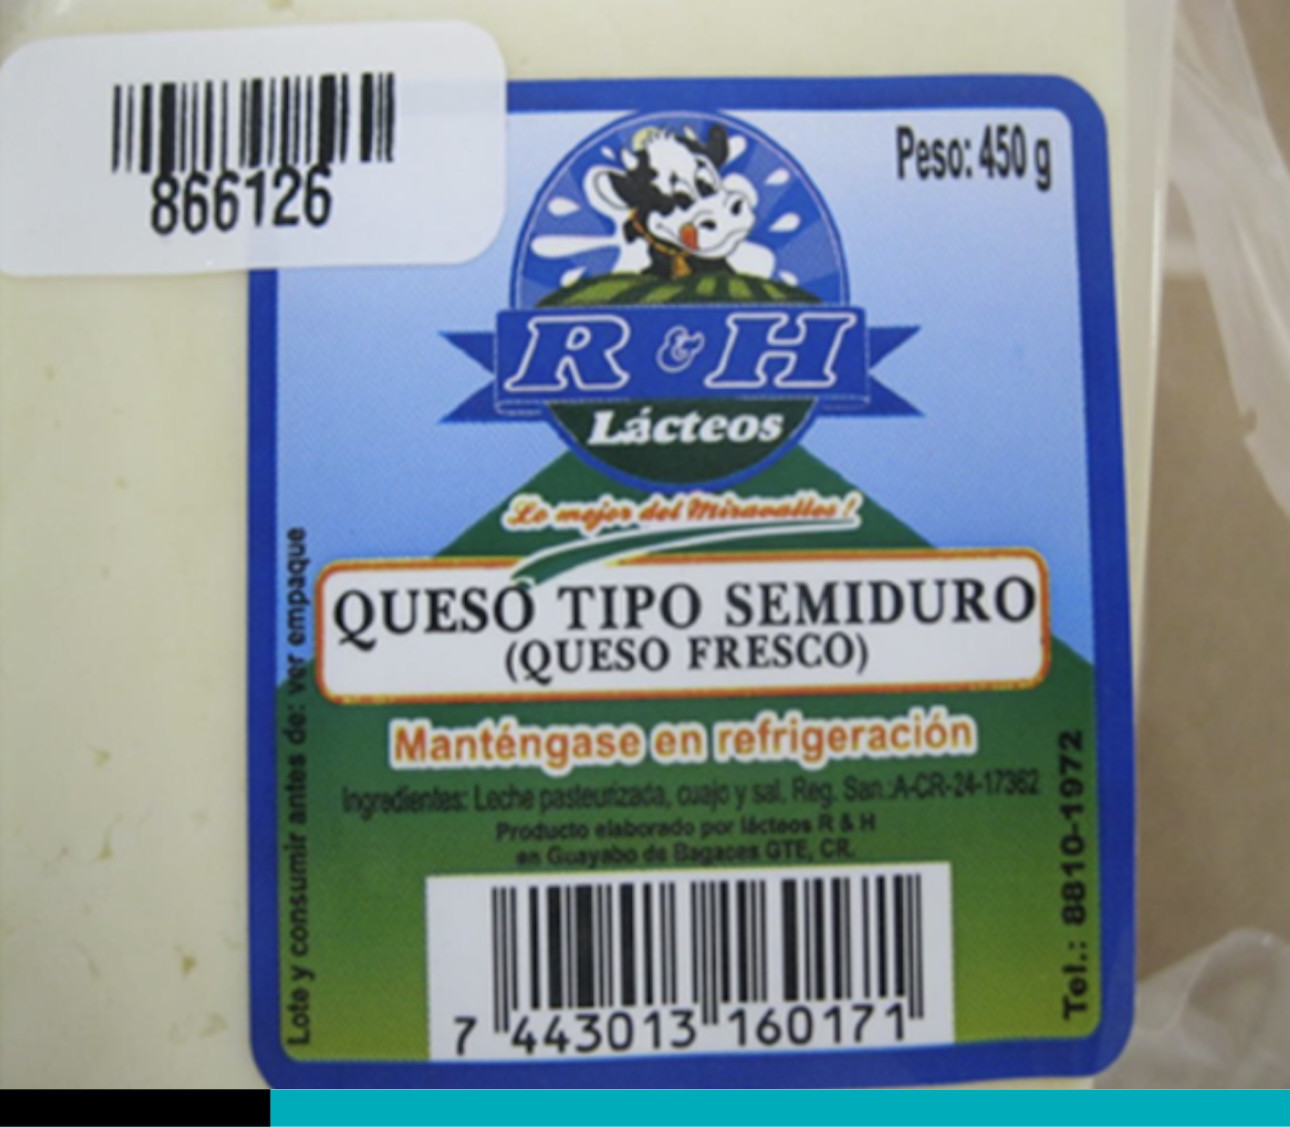 866126
Peso: 450 g
R & H
Lácteos
Lo mejor del Miravalles!
QUESO TIPO SEMIDURO
(QUESO FRESCO)
Manténgase en refrigeración
Ingredientes: Leche pasteurizada, cuajo y sal. Reg. San.:A-CR-24-17362
Producto elaborado por lácteos R & H
en Guayabo de Bagaces GTE, CR.
7 443013 160171
Lote y consumir antes de: ver empaque
Tel.: 8810-1972